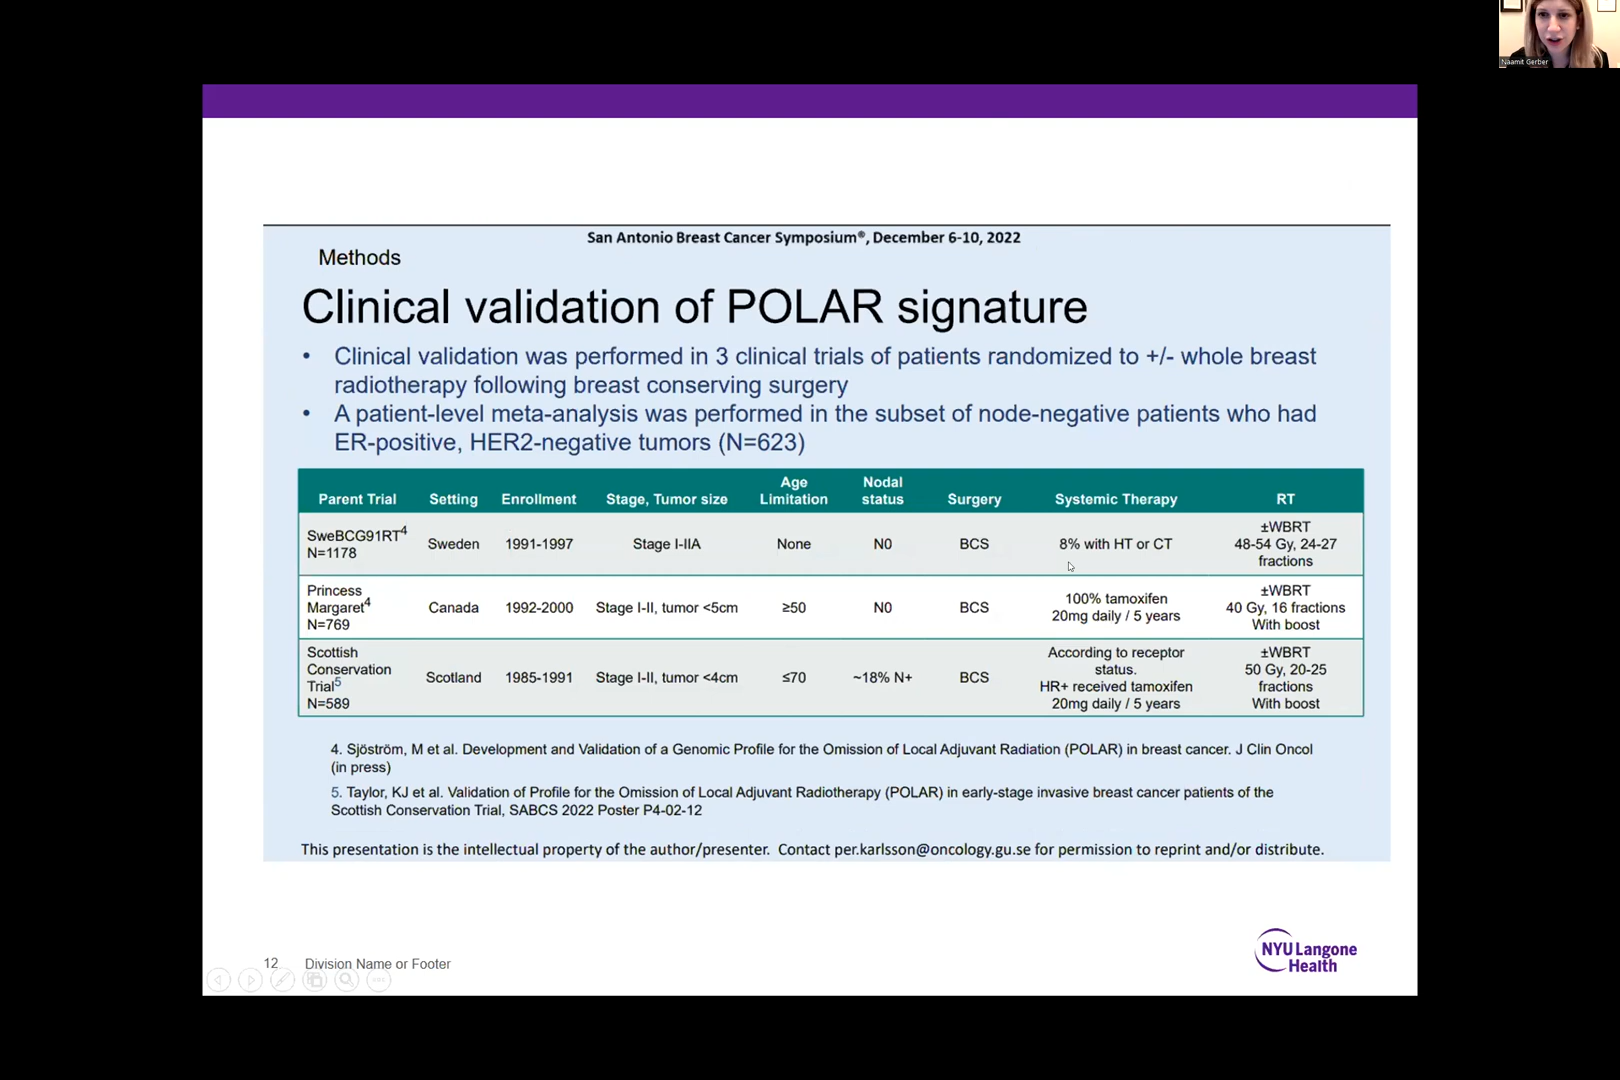 Naamit Gerber
San Antonio Breast Cancer Symposium®, December 6-10, 2022
Methods
Clinical validation of POLAR signature
• Clinical validation was performed in 3 clinical trials of patients randomized to +/- whole breast
radiotherapy following breast conserving surgery
• A patient-level meta-analysis was performed in the subset of node-negative patients who had
ER-positive, HER2-negative tumors (N=623)
Parent Trial Setting Enrollment Stage, Tumor size Age Limitation Nodal status Surgery Systemic Therapy RT
SweBCG91RT4
N=1178
Sweden
1991-1997
Stage I-IIA
None
N0
BCS
8% with HT or CT
±WBRT
48-54 Gy, 24-27
fractions
Princess
Margaret4
N=769
Canada
1992-2000
Stage I-II, tumor <5cm
≥50
N0
BCS
100% tamoxifen
20mg daily / 5 years
±WBRT
40 Gy, 16 fractions
With boost
Scottish
Conservation
Trial5
N=589
Scotland
1985-1991
Stage I-II, tumor <4cm
≤70
~18% N+
BCS
According to receptor
status.
HR+ received tamoxifen
20mg daily / 5 years
±WBRT
50 Gy, 20-25
fractions
With boost
4. Sjöström, M et al. Development and Validation of a Genomic Profile for the Omission of Local Adjuvant Radiation (POLAR) in breast cancer. J Clin Oncol
(in press)
5. Taylor, KJ et al. Validation of Profile for the Omission of Local Adjuvant Radiotherapy (POLAR) in early-stage invasive breast cancer patients of the
Scottish Conservation Trial, SABCS 2022 Poster P4-02-12
This presentation is the intellectual property of the author/presenter. Contact per.karlsson@oncology.gu.se for permission to reprint and/or distribute.
12 Division Name or Footer
NYU Langone
Health